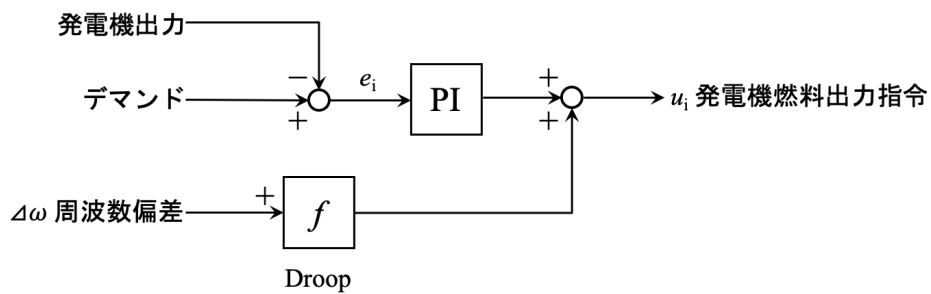 発電機出力
−
デマンド
+
eᵢ
PI
+
+
uᵢ 発電機燃料出力指令
Δω 周波数偏差
+
f
Droop